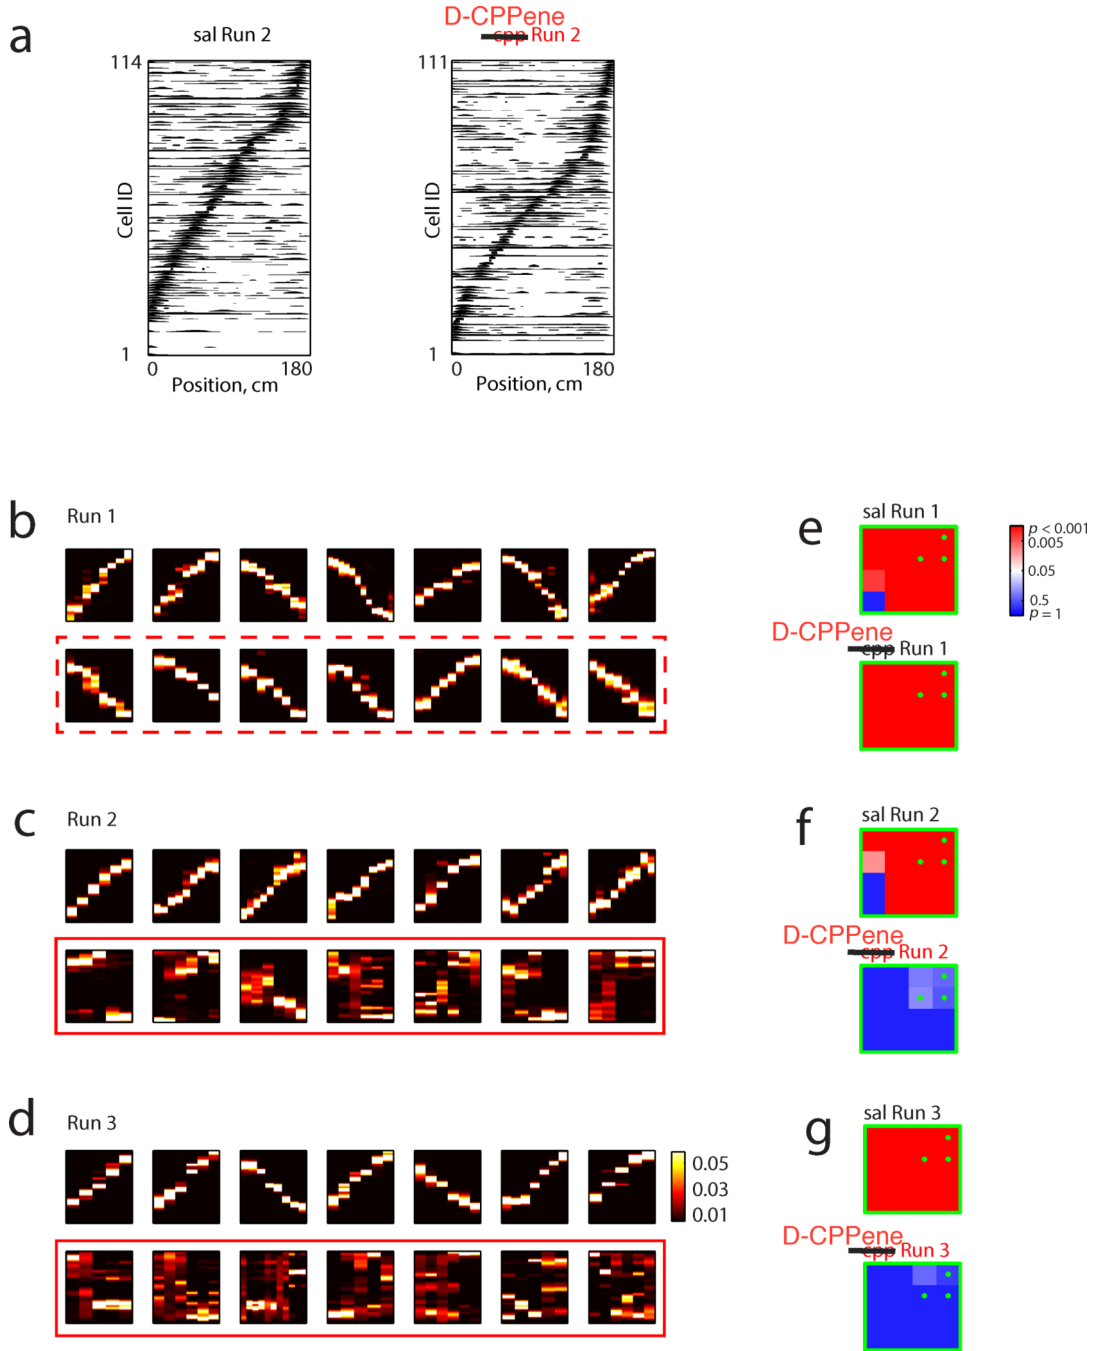 a
sal Run 2
D-CPPene
cpp Run 2
114
Cell ID
1
0
180
Position, cm
111
Cell ID
1
0
180
Position, cm
b
Run 1
e
sal Run 1
p < 0.001
0.005
0.05
0.5
p = 1
D-CPPene
cpp Run 1
c
Run 2
f
sal Run 2
D-CPPene
cpp Run 2
d
Run 3
0.05
0.03
0.01
g
sal Run 3
D-CPPene
cpp Run 3